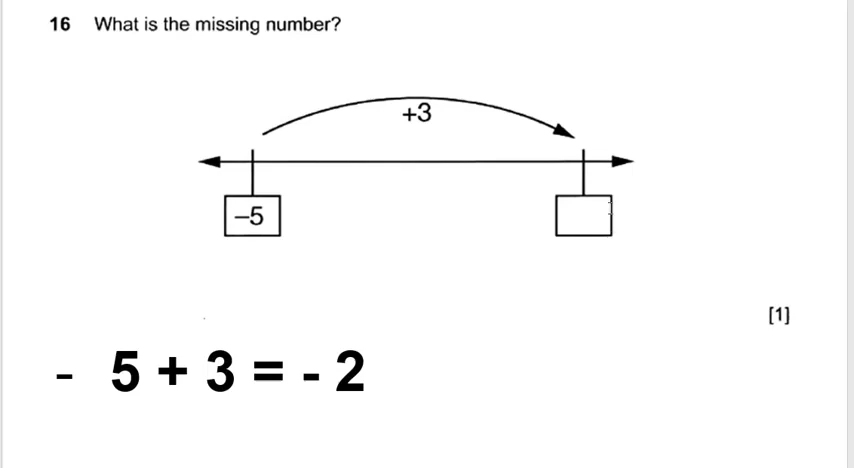 16 What is the missing number?
+3
–5
[1]
- 5 + 3 = - 2